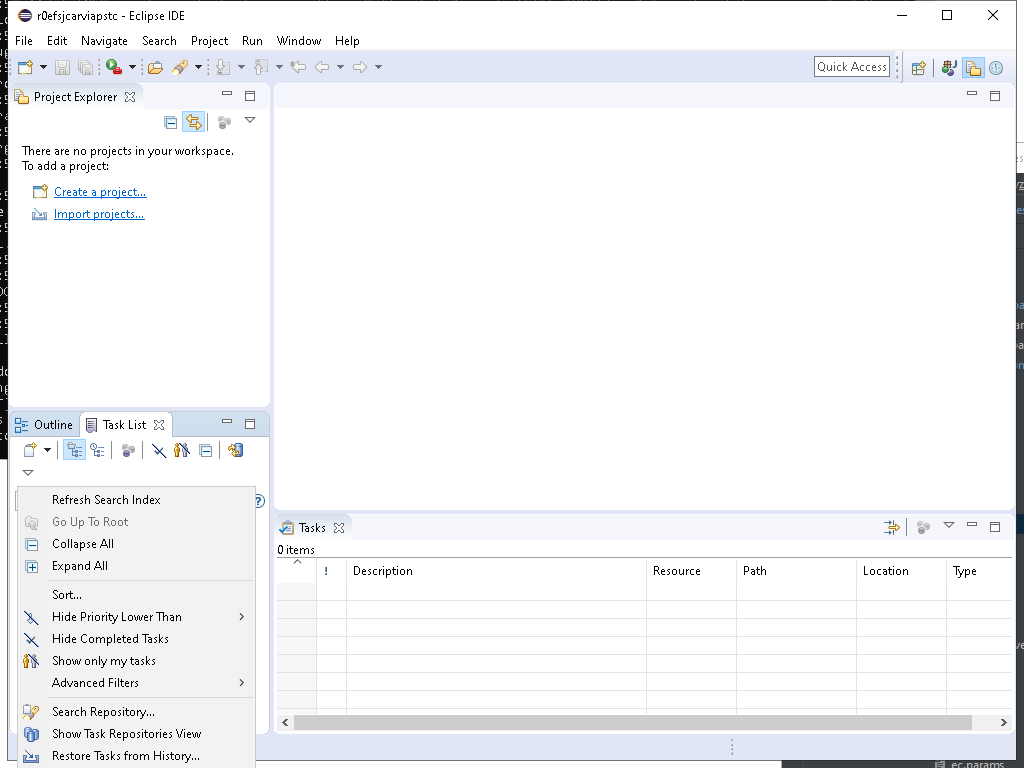 r0efsjcarviapstc - Eclipse IDE
File Edit Navigate Search Project Run Window Help
Quick Access
Project Explorer
There are no projects in your workspace.
To add a project:
Create a project...
Import projects...
Outline Task List
Refresh Search Index
Go Up To Root
Collapse All
Expand All
Sort...
Hide Priority Lower Than
Hide Completed Tasks
Show only my tasks
Advanced Filters
Search Repository...
Show Task Repositories View
Restore Tasks from History...
Tasks
0 items
! Description Resource Path Location Type
ec.params